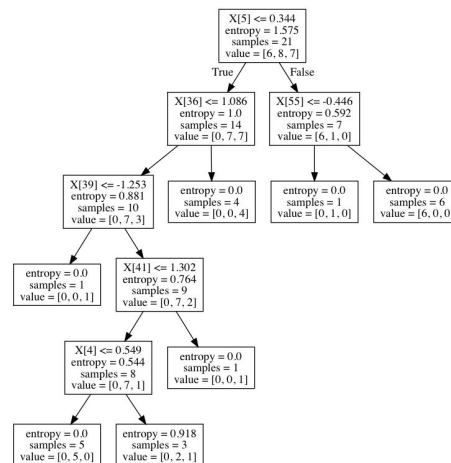 X[5] <= 0.344
entropy = 1.575
samples = 21
value = [6, 8, 7]
True
False
X[36] <= 1.086
entropy = 1.0
samples = 14
value = [0, 7, 7]
X[55] <= -0.446
entropy = 0.592
samples = 7
value = [6, 1, 0]
X[39] <= -1.253
entropy = 0.881
samples = 10
value = [0, 7, 3]
entropy = 0.0
samples = 4
value = [0, 0, 4]
entropy = 0.0
samples = 1
value = [0, 1, 0]
entropy = 0.0
samples = 6
value = [6, 0, 0]
entropy = 0.0
samples = 1
value = [0, 0, 1]
X[41] <= 1.302
entropy = 0.764
samples = 9
value = [0, 7, 2]
X[4] <= 0.549
entropy = 0.544
samples = 8
value = [0, 7, 1]
entropy = 0.0
samples = 1
value = [0, 0, 1]
entropy = 0.0
samples = 5
value = [0, 5, 0]
entropy = 0.918
samples = 3
value = [0, 2, 1]